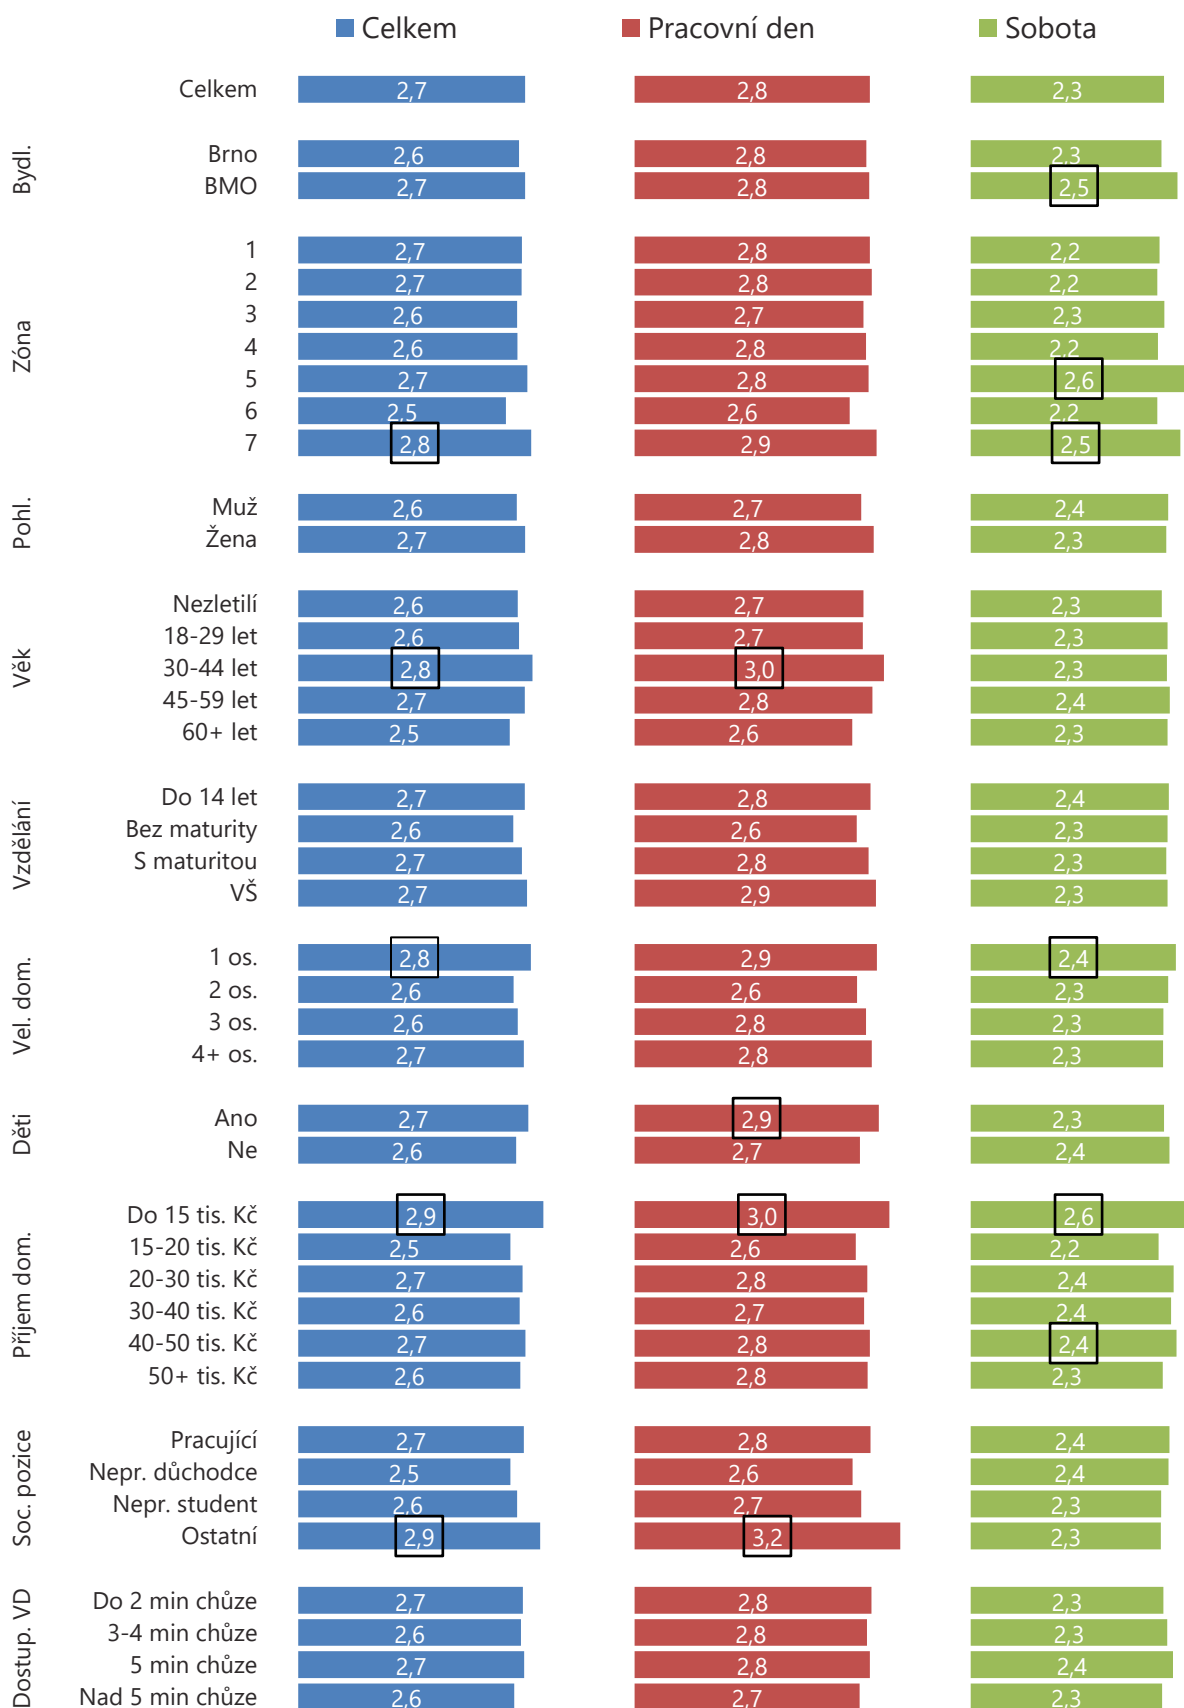 Celkem Pracovní den Sobota
Celkem 2,7 2,8 2,3
Bydl.
Brno 2,6 2,8 2,3
BMO 2,7 2,8 2,5
Zóna
1 2,7 2,8 2,2
2 2,7 2,8 2,2
3 2,6 2,7 2,3
4 2,6 2,8 2,2
5 2,7 2,8 2,6
6 2,5 2,6 2,2
7 2,8 2,9 2,5
Pohl.
Muž 2,6 2,7 2,4
Žena 2,7 2,8 2,3
Věk
Nezletilí 2,6 2,7 2,3
18-29 let 2,6 2,7 2,3
30-44 let 2,8 3,0 2,3
45-59 let 2,7 2,8 2,4
60+ let 2,5 2,6 2,3
Vzdělání
Do 14 let 2,7 2,8 2,4
Bez maturity 2,6 2,6 2,3
S maturitou 2,7 2,8 2,3
VŠ 2,7 2,9 2,3
Vel. dom.
1 os. 2,8 2,9 2,4
2 os. 2,6 2,6 2,3
3 os. 2,6 2,8 2,3
4+ os. 2,7 2,8 2,3
Děti
Ano 2,7 2,9 2,3
Ne 2,6 2,7 2,4
Příjem dom.
Do 15 tis. Kč 2,9 3,0 2,6
15-20 tis. Kč 2,5 2,6 2,2
20-30 tis. Kč 2,7 2,8 2,4
30-40 tis. Kč 2,6 2,7 2,4
40-50 tis. Kč 2,7 2,8 2,4
50+ tis. Kč 2,6 2,8 2,3
Soc. pozice
Pracující 2,7 2,8 2,4
Nepr. důchodce 2,5 2,6 2,4
Nepr. student 2,6 2,7 2,3
Ostatní 2,9 3,2 2,3
Dostup. VD
Do 2 min chůze 2,7 2,8 2,3
3-4 min chůze 2,6 2,8 2,3
5 min chůze 2,7 2,8 2,4
Nad 5 min chůze 2,6 2,7 2,3